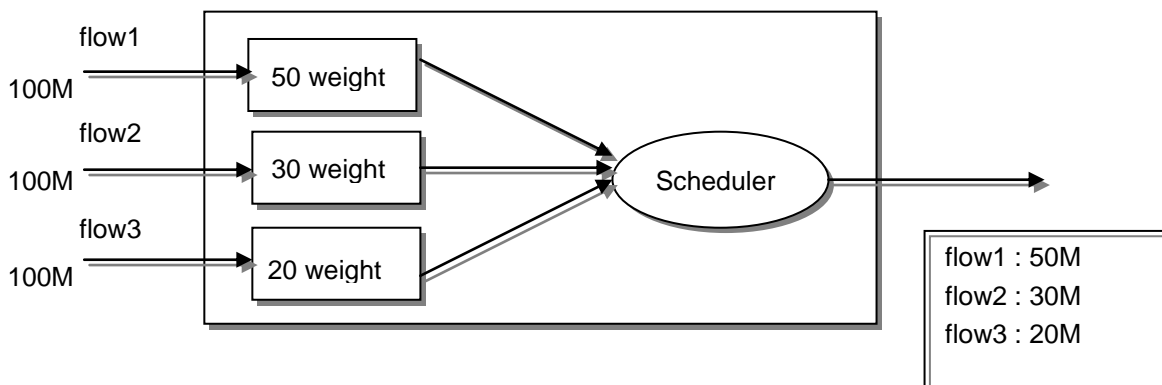 flow1
100M
50 weight
flow2
100M
30 weight
flow3
100M
20 weight
Scheduler
flow1 : 50M
flow2 : 30M
flow3 : 20M